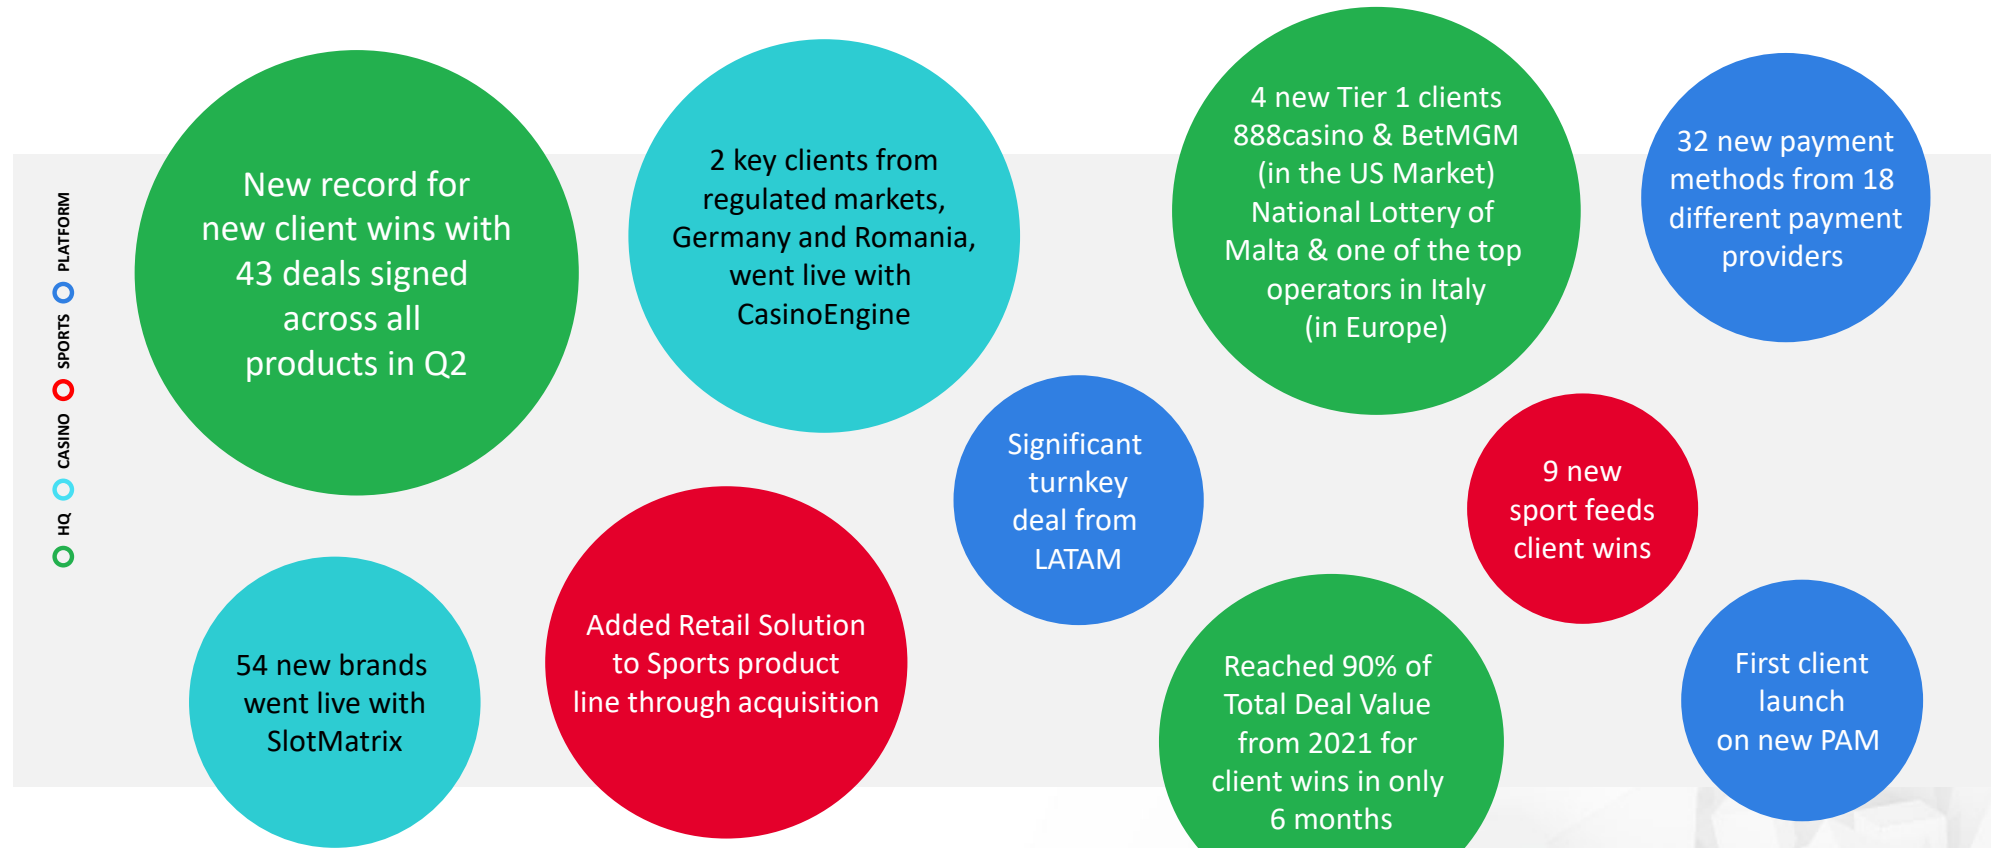 PLATFORM
SPORTS
CASINO
HQ
New record for
new client wins with
43 deals signed
across all
products in Q2
2 key clients from
regulated markets,
Germany and Romania,
went live with
CasinoEngine
4 new Tier 1 clients
888casino & BetMGM
(in the US Market)
National Lottery of
Malta & one of the top
operators in Italy
(in Europe)
32 new payment
methods from 18
different payment
providers
Significant
turnkey
deal from
LATAM
9 new
sport feeds
client wins
54 new brands
went live with
SlotMatrix
Added Retail Solution
to Sports product
line through acquisition
Reached 90% of
Total Deal Value
from 2021 for
client wins in only
6 months
First client
launch
on new PAM